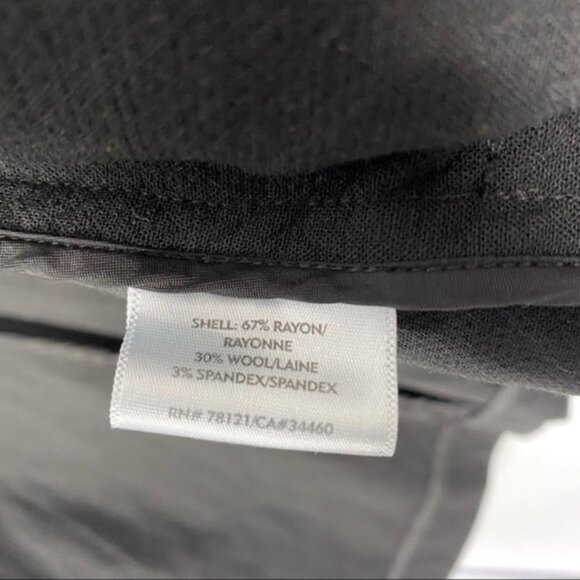 SHELL: 67% RAYON/
RAYONNE
30% WOOL/LAINE
3% SPANDEX/SPANDEX
RN# 78121/CA#34460